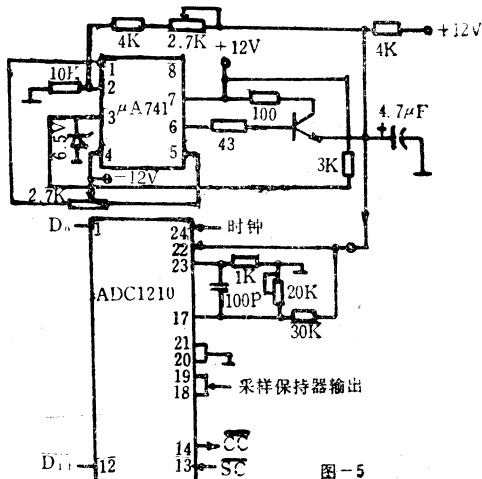 4K
2.7K
+12V
4K
+12V
10K
1
8
2
μA741
7
100
3
6
43
4.7μF
+
6.5V
4
5
3K
-12V
2.7K
D₀
1
24
时钟
22
23
1K
ADC1210
100P
20K
17
30K
21
20
19
采样保持器输出
18
14
CC
D₁₁
12
13
SC
图-5